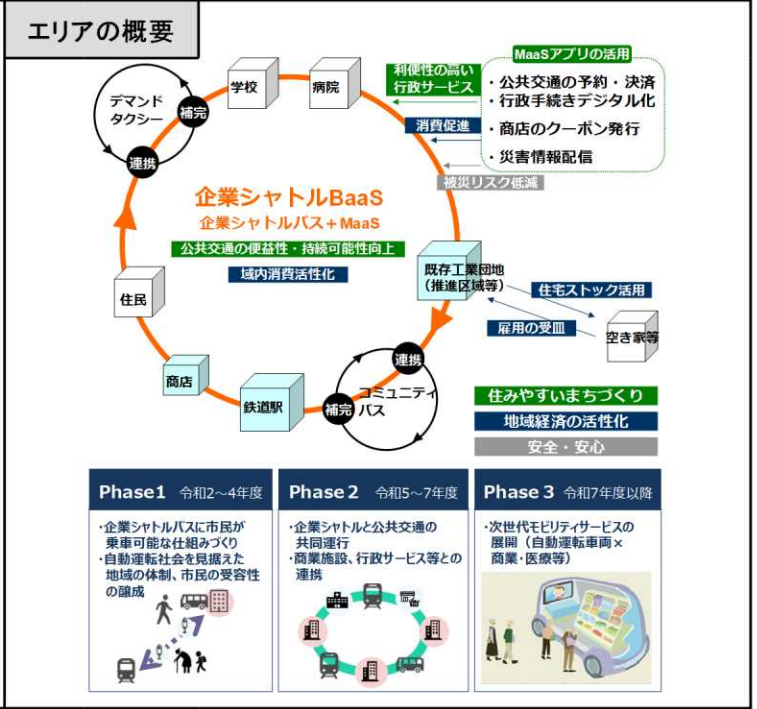 エリアの概要
MaaSアプリの活用
・公共交通の予約・決済
・行政手続きデジタル化
・商店のクーポン発行
・災害情報配信
利便性の高い
行政サービス
消費促進
被災リスク低減
学校
病院
デマンド
タクシー
補完
連携
企業シャトルBaaS
企業シャトルバス+MaaS
公共交通の便益性・持続可能性向上
域内消費活性化
既存工業団地
（推進区域等）
住宅ストック活用
雇用の受皿
空き家等
住民
商店
鉄道駅
連携
補完
コミュニティ
バス
住みやすいまちづくり
地域経済の活性化
安全・安心
Phase1 令和2～4年度
・企業シャトルバスに市民が
乗車可能な仕組みづくり
・自動運転社会を見据えた
地域の体制、市民の受容性
の醸成
Phase2 令和5～7年度
・企業シャトルと公共交通の
共同運行
・商業施設、行政サービス等との
連携
Phase3 令和7年度以降
・次世代モビリティサービスの
展開（自動運転車両×
商業・医療等）